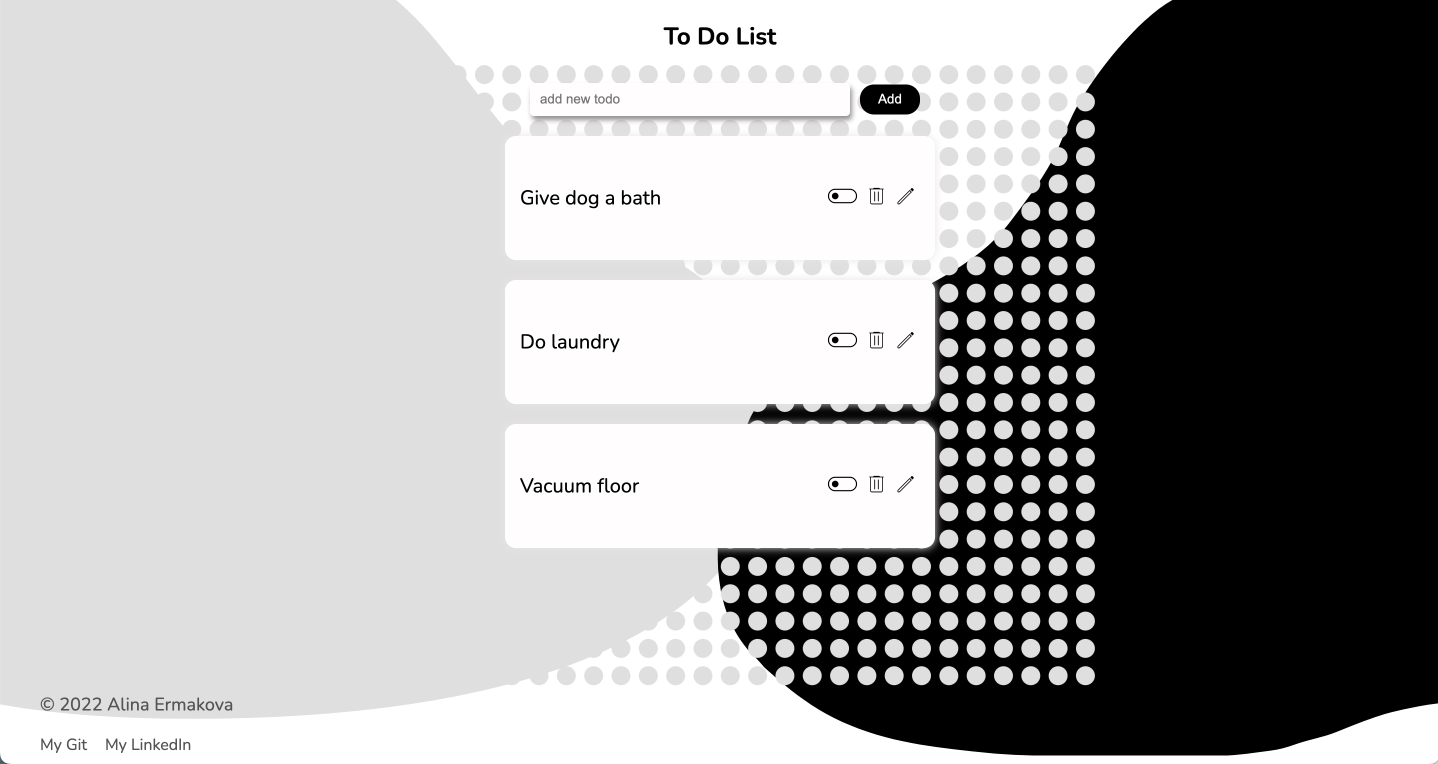 To Do List
add new todo
Add
Give dog a bath
Do laundry
Vacuum floor
© 2022 Alina Ermakova
My Git My LinkedIn